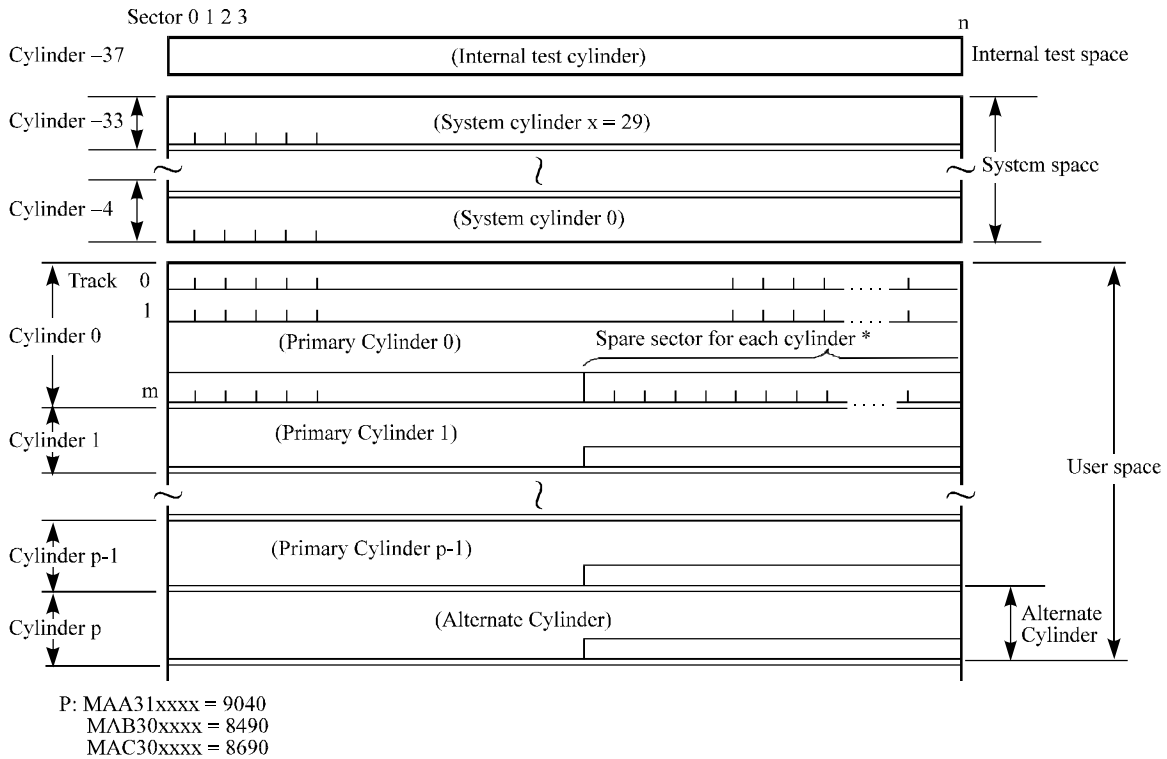 Sector 0 1 2 3
n
Cylinder –37
(Internal test cylinder)
Internal test space
Cylinder –33
(System cylinder x = 29)
System space
Cylinder –4
(System cylinder 0)
Track 0
1
Cylinder 0
(Primary Cylinder 0)
Spare sector for each cylinder *
m
Cylinder 1
(Primary Cylinder 1)
User space
Cylinder p-1
(Primary Cylinder p-1)
Cylinder p
(Alternate Cylinder)
Alternate
Cylinder
P: MAA31xxxx = 9040
MAB30xxxx = 8490
MAC30xxxx = 8690